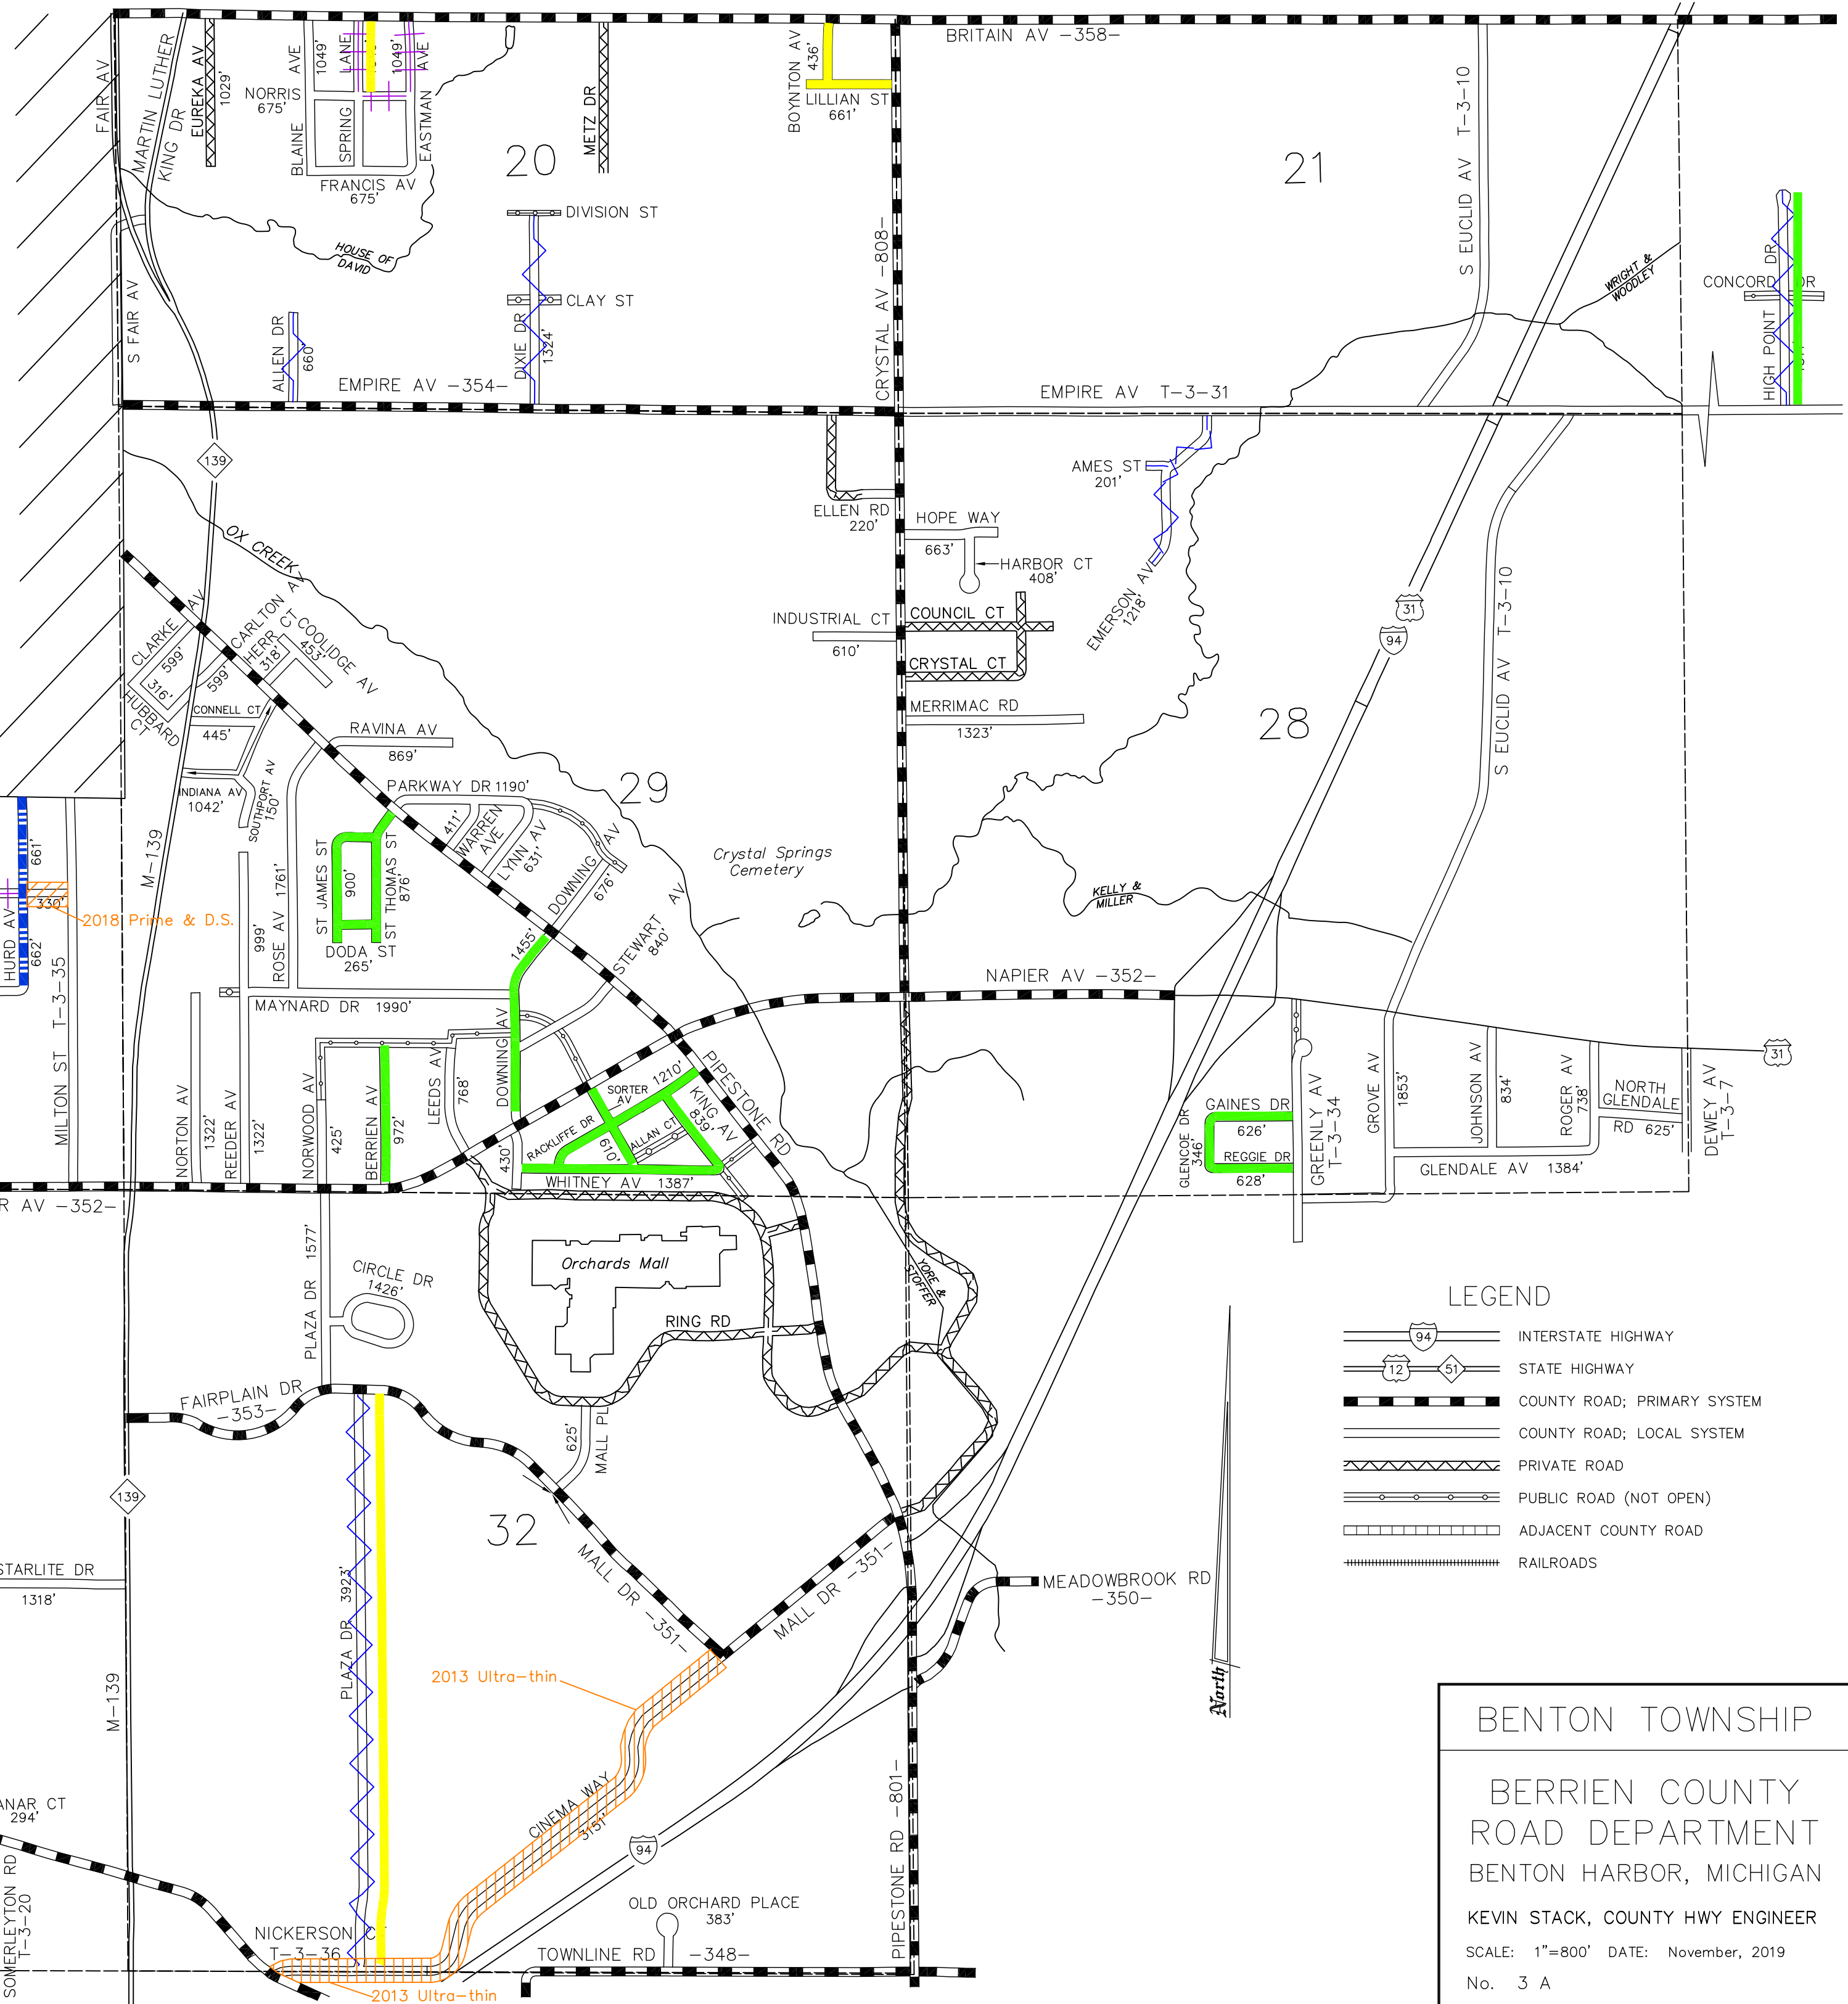 BRITAIN AV -358-
FAIR AV
MARTIN LUTHER
KING DR
EUREKA AV
1029'
NORRIS
675'
BLAINE
AVE
1049'
SPRING
LANE
1049'
EASTMAN
AVE
FRANCIS AV
675'
20
METZ DR
BOYNTON AV
436'
LILLIAN ST
661'
21
S EUCLID AV T-3-10
DIVISION ST
HOUSE OF
DAVID
CLAY ST
S FAIR AV
ALLEN DR
660'
DIXIE DR
1324'
CRYSTAL AV -808-
WRIGHT &
WOODLEY
CONCORD DR
HIGH POINT DR
EMPIRE AV -354-
EMPIRE AV T-3-31
139
AMES ST
201'
ELLEN RD
220'
HOPE WAY
663'
HARBOR CT
408'
EMERSON AV
1218'
OX CREEK
INDUSTRIAL CT
610'
COUNCIL CT
CRYSTAL CT
MERRIMAC RD
1323'
28
31
94
S EUCLID AV T-3-10
CLARKE AV
599'
CARLTON A
599'
316'
HUBBARD
CT
HERR CT
318'
COOLIDGE AV
453'
CONNELL CT
445'
RAVINA AV
869'
INDIANA AV
1042'
SOUTHPORT AV
150'
PARKWAY DR 1190'
29
411'
WARREN
AVE
LYNN AV
631'
DOWNING AV
676'
Crystal Springs
Cemetery
KELLY &
MILLER
M-139
661'
330'
2018 Prime & D.S.
HURD AV
662'
MILTON ST T-3-35
999'
ROSE AV 1761'
ST JAMES ST
900'
ST THOMAS ST
876'
DODA ST
265'
1455'
STEWART AV
840'
NAPIER AV -352-
MAYNARD DR 1990'
31
NORTON AV
1322'
REEDER AV
1322'
NORWOOD AV
425'
BERRIEN AV
972'
LEEDS AV
768'
DOWNING AV
430'
SORTER
AV
1210'
RACKLIFFE DR
610'
ALLAN CT
KING AV
839'
PIPESTONE RD
WHITNEY AV 1387'
GAINES DR
626'
GLENCOE DR
346'
REGGIE DR
628'
GREENLY AV
T-3-34
GROVE AV
1853'
JOHNSON AV
834'
ROGER AV
738'
NORTH
GLENDALE
RD 625'
DEWEY AV
T-3-7
GLENDALE AV 1384'
R AV -352-
PLAZA DR 1577'
CIRCLE DR
1426'
Orchards Mall
RING RD
YORE &
STOFFER
FAIRPLAIN DR
-353-
625'
MALL PL
139
32
STARLITE DR
1318'
PLAZA DR 3923'
MALL DR -351-
MALL DR -351-
MEADOWBROOK RD
-350-
2013 Ultra-thin
M-139
CINEMA WAY
3151'
94
ANAR CT
294'
SOMERLEYTON RD
T-3-20
NICKERSON CT
T-3-36
2013 Ultra-thin
OLD ORCHARD PLACE
383'
TOWNLINE RD -348-
PIPESTONE RD -801-
North
LEGEND
94 INTERSTATE HIGHWAY
12 51 STATE HIGHWAY
COUNTY ROAD; PRIMARY SYSTEM
COUNTY ROAD; LOCAL SYSTEM
PRIVATE ROAD
PUBLIC ROAD (NOT OPEN)
ADJACENT COUNTY ROAD
RAILROADS
BENTON TOWNSHIP
BERRIEN COUNTY
ROAD DEPARTMENT
BENTON HARBOR, MICHIGAN
KEVIN STACK, COUNTY HWY ENGINEER
SCALE: 1"=800' DATE: November, 2019
No. 3 A